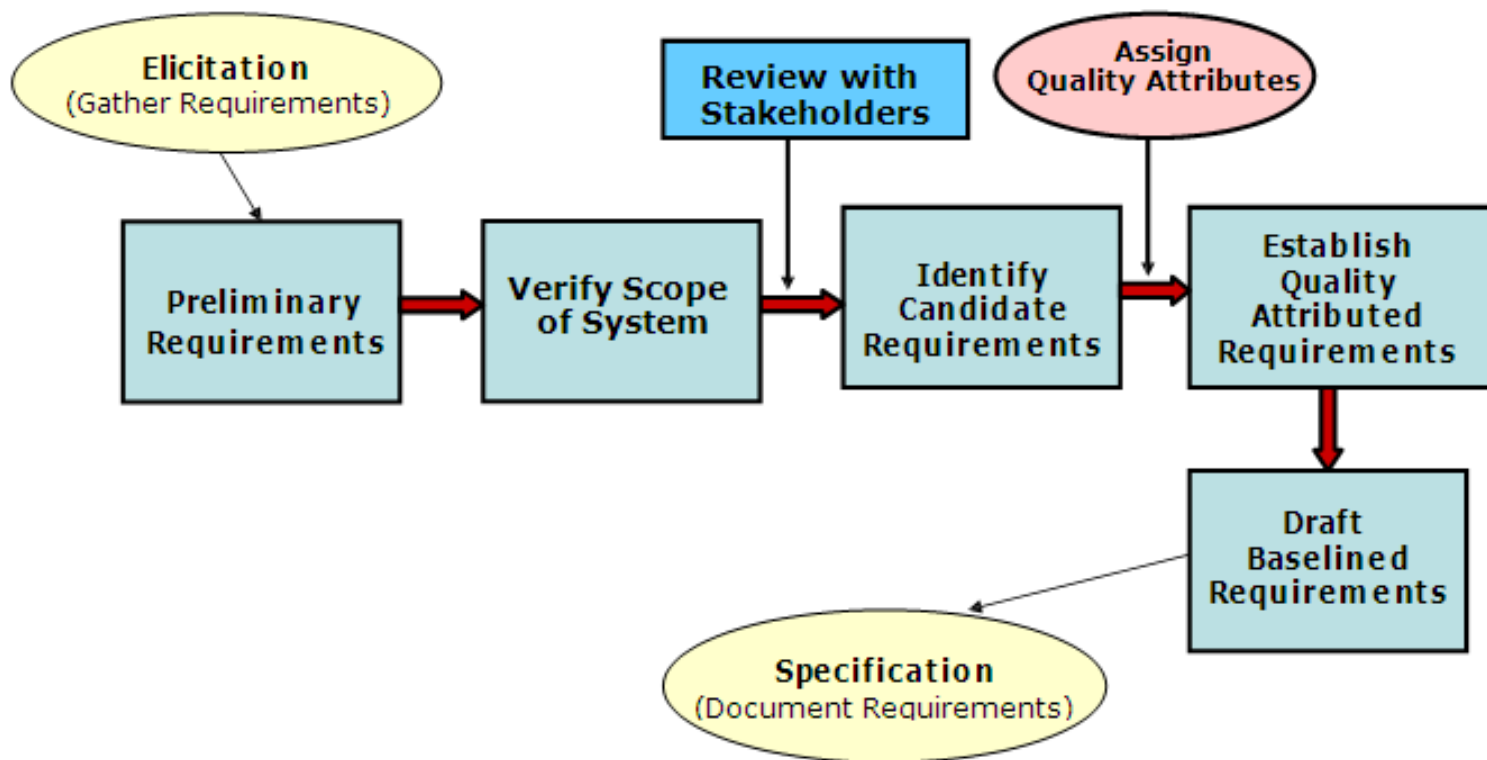 Elicitation
(Gather Requirements)
Review with
Stakeholders
Assign
Quality Attributes
Preliminary
Requirements
Verify Scope
of System
Identify
Candidate
Requirements
Establish
Quality
Attributed
Requirements
Draft
Baselined
Requirements
Specification
(Document Requirements)